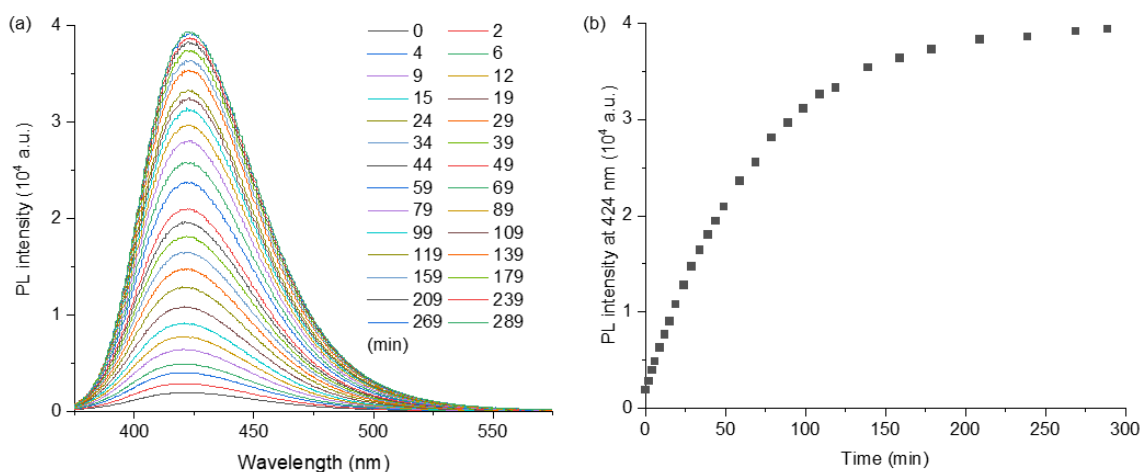 (a)
PL intensity (10⁴ a.u.)
4
3
2
1
0
400 450 500 550
Wavelength (nm)
0 2
4 6
9 12
15 19
24 29
34 39
44 49
59 69
79 89
99 109
119 139
159 179
209 239
269 289
(min)
(b)
PL intensity at 424 nm (10⁴ a.u.)
4
3
2
1
0
0 50 100 150 200 250 300
Time (min)